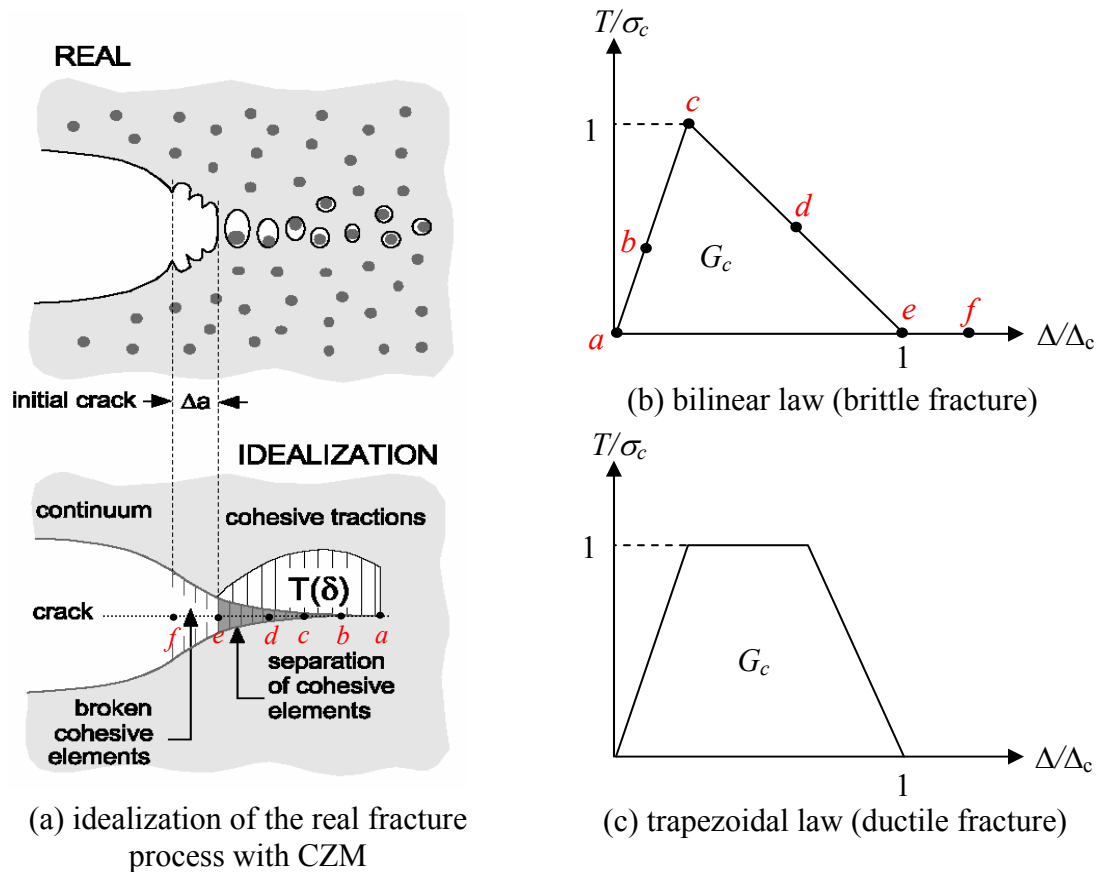 REAL
initial crack
Δa
IDEALIZATION
continuum
cohesive tractions
T(δ)
crack
f e d c b a
separation
of cohesive
elements
broken
cohesive
elements
(a) idealization of the real fracture
process with CZM
T/σc
1
c
d
b
Gc
a
e
f
1
Δ/Δc
(b) bilinear law (brittle fracture)
T/σc
1
Gc
1
Δ/Δc
(c) trapezoidal law (ductile fracture)